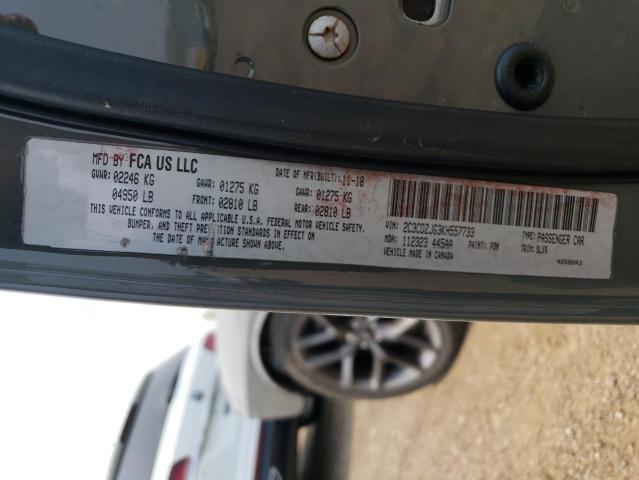 MFD BY FCA US LLC DATE OF MFR(BUILT): 11-18
GVWR: 02246 KG GAWR: 01275 KG GAWR: 01275 KG
04950 LB FRONT: 02810 LB REAR: 02810 LB
THIS VEHICLE CONFORMS TO ALL APPLICABLE U.S.A. FEDERAL MOTOR VEHICLE SAFETY,
BUMPER, AND THEFT PREVENTION STANDARDS IN EFFECT ON
THE DATE OF MANUFACTURE SHOWN ABOVE.
VIN: 2C3CDZJG3KH557733 TYPE: PASSENGER CAR
MDH: 112323 445AA PAINT: PDN TRIM: SLVR
VEHICLE MADE IN CANADA 4658843